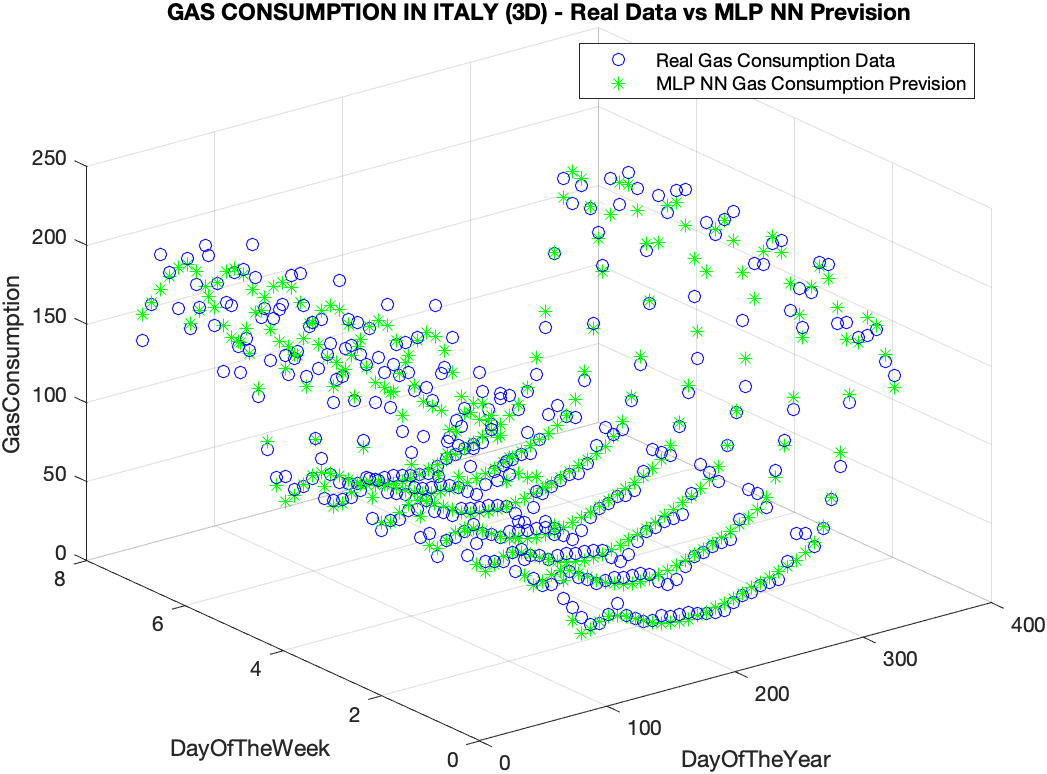 GAS CONSUMPTION IN ITALY (3D) - Real Data vs MLP NN Prevision
Real Gas Consumption Data
MLP NN Gas Consumption Prevision
250
200
150
100
50
0
GasConsumption
8
6
4
2
0
DayOfTheWeek
0
100
200
300
400
DayOfTheYear